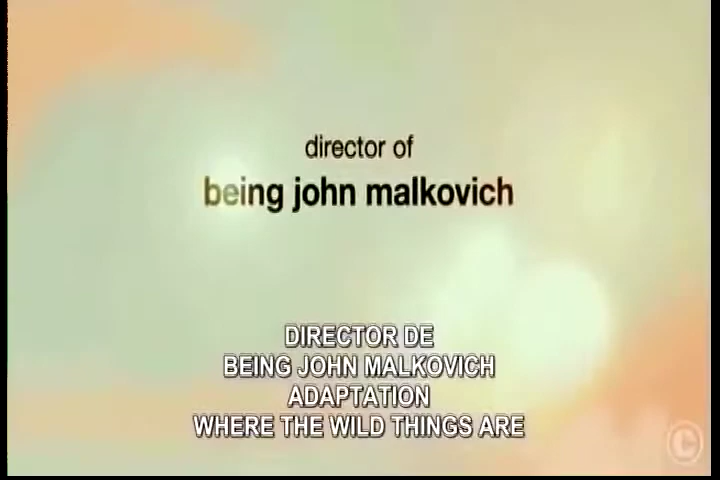 director of
being john malkovich
DIRECTOR DE
BEING JOHN MALKOVICH
ADAPTATION
WHERE THE WILD THINGS ARE
©